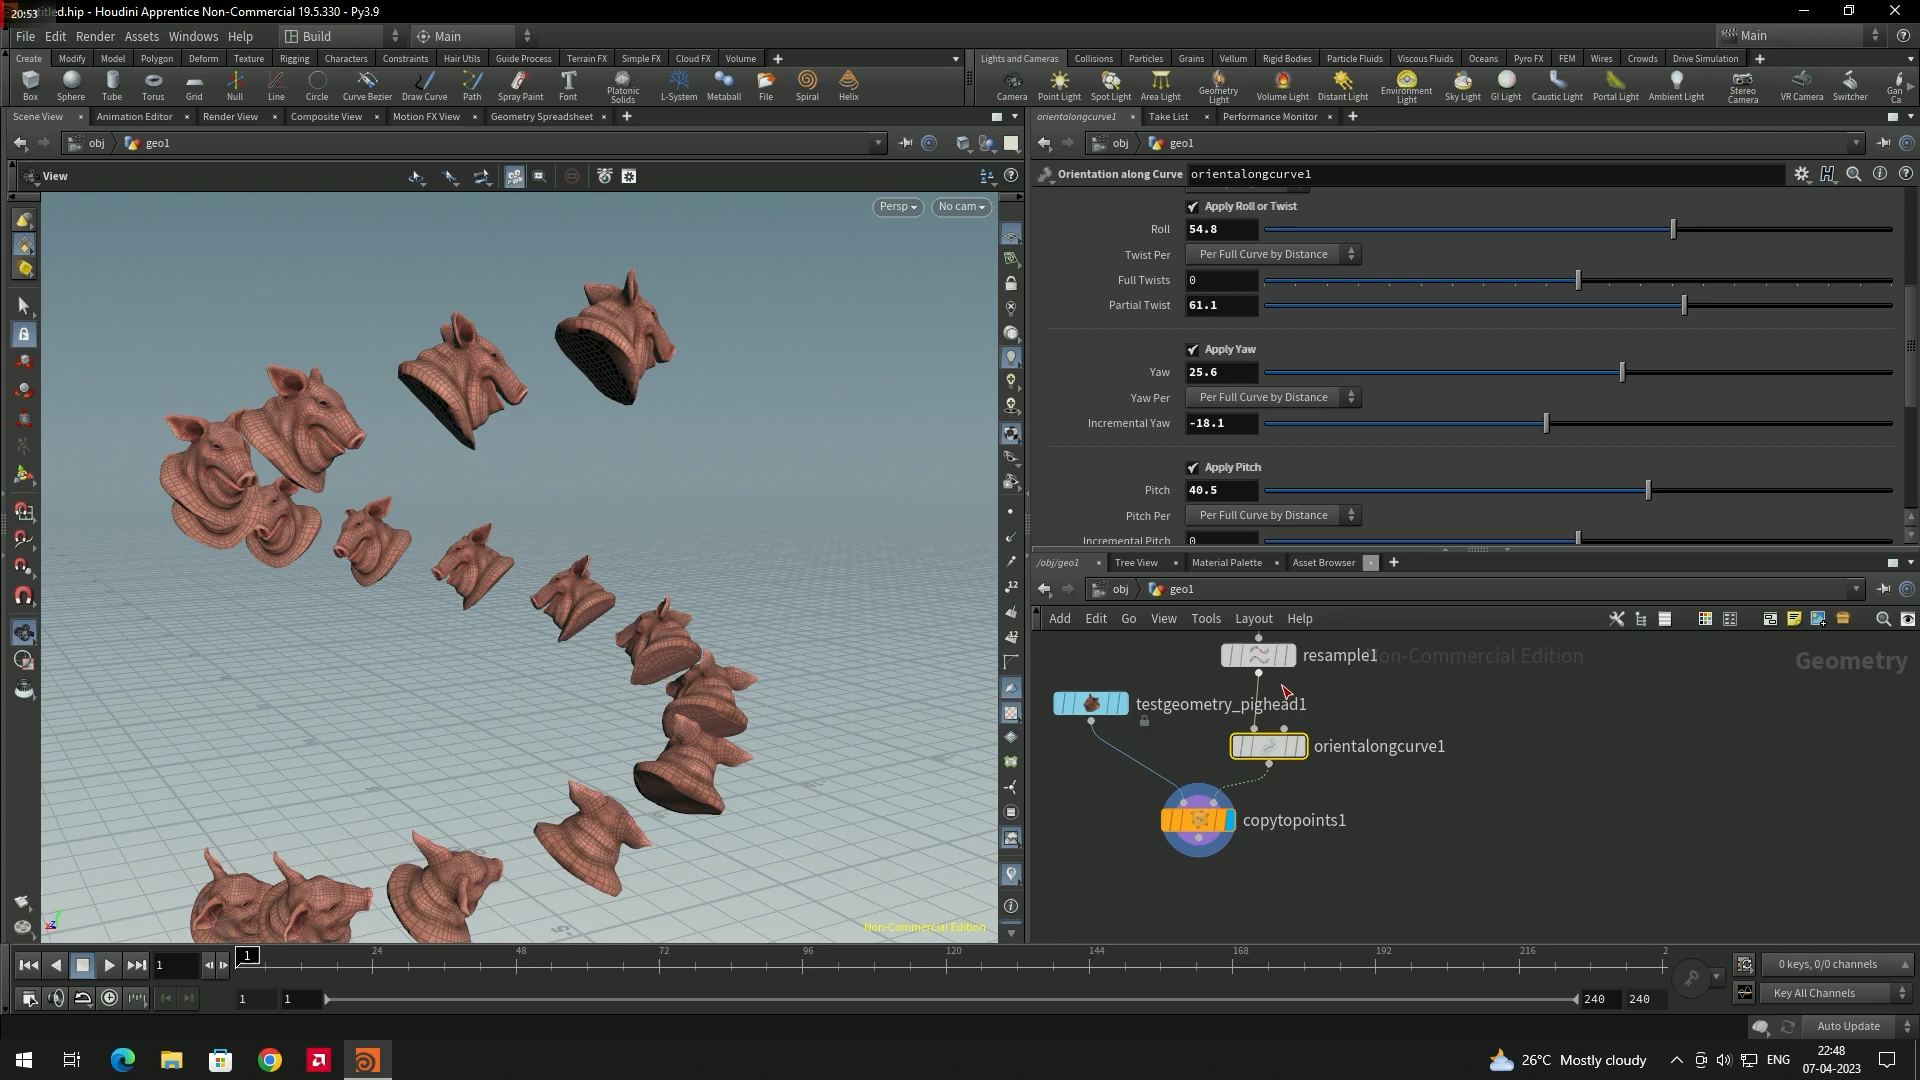 20:53 untitled.hip - Houdini Apprentice Non-Commercial 19.5.330 - Py3.9
File Edit Render Assets Windows Help Build Main Main
Create Modify Model Polygon Deform Texture Rigging Characters Constraints Hair Utils Guide Process Terrain FX Simple FX Cloud FX Volume
Lights and Cameras Collisions Particles Grains Vellum Rigid Bodies Particle Fluids Viscous Fluids Oceans Pyro FX FEM Wires Crowds Drive Simulation
Box Sphere Tube Torus Grid Null Line Circle Curve Bezier Draw Curve Path Spray Paint Font Platonic Solids L-System Metaball File Spiral Helix
Camera Point Light Spot Light Area Light Geometry Light Volume Light Distant Light Environment Light Sky Light GI Light Caustic Light Portal Light Ambient Light Stereo Camera VR Camera Switcher Gan Ca
Scene View Animation Editor Render View Composite View Motion FX View Geometry Spreadsheet
orientalongcurve1 Take List Performance Monitor
obj geo1
obj geo1
View
Orientation along Curve orientalongcurve1
Persp No cam
Apply Roll or Twist
Roll 54.8
Twist Per Per Full Curve by Distance
Full Twists 0
Partial Twist 61.1
Apply Yaw
Yaw 25.6
Yaw Per Per Full Curve by Distance
Incremental Yaw -18.1
Apply Pitch
Pitch 40.5
Pitch Per Per Full Curve by Distance
Incremental Pitch 0
/obj/geo1 Tree View Material Palette Asset Browser
obj geo1
Add Edit Go View Tools Layout Help
resample1
Non-Commercial Edition
Geometry
testgeometry_pighead1
orientalongcurve1
copytopoints1
12
12
Non-Commercial Edition
1 1 24 48 72 96 120 144 168 192 216 2
0 keys, 0/0 channels
1 1 240 240
Key All Channels
Auto Update
26°C Mostly cloudy ENG 22:48
07-04-2023